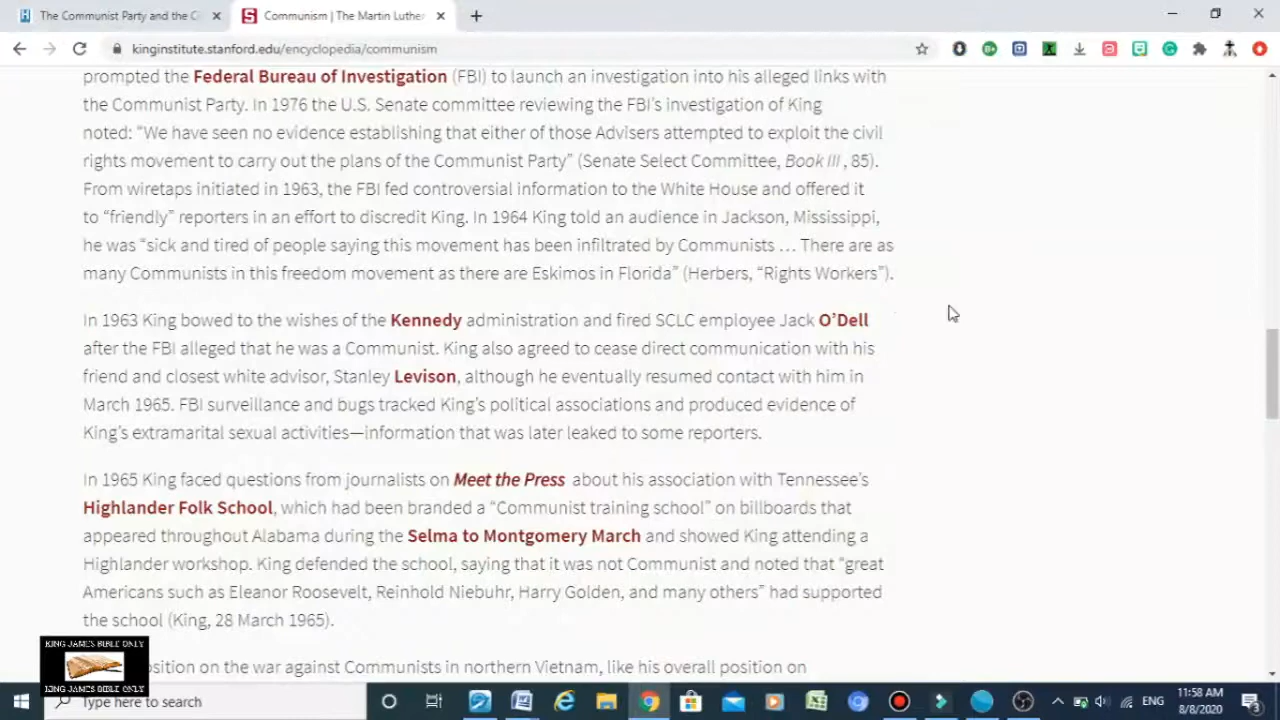 The Communist Party and the C
Communism | The Martin Luther
kinginstitute.stanford.edu/encyclopedia/communism
prompted the Federal Bureau of Investigation (FBI) to launch an investigation into his alleged links with
the Communist Party. In 1976 the U.S. Senate committee reviewing the FBI's investigation of King
noted: “We have seen no evidence establishing that either of those Advisers attempted to exploit the civil
rights movement to carry out the plans of the Communist Party” (Senate Select Committee, Book III , 85).
From wiretaps initiated in 1963, the FBI fed controversial information to the White House and offered it
to “friendly” reporters in an effort to discredit King. In 1964 King told an audience in Jackson, Mississippi,
he was “sick and tired of people saying this movement has been infiltrated by Communists … There are as
many Communists in this freedom movement as there are Eskimos in Florida” (Herbers, “Rights Workers”).
In 1963 King bowed to the wishes of the Kennedy administration and fired SCLC employee Jack O’Dell
after the FBI alleged that he was a Communist. King also agreed to cease direct communication with his
friend and closest white advisor, Stanley Levison, although he eventually resumed contact with him in
March 1965. FBI surveillance and bugs tracked King’s political associations and produced evidence of
King’s extramarital sexual activities—information that was later leaked to some reporters.
In 1965 King faced questions from journalists on Meet the Press about his association with Tennessee’s
Highlander Folk School, which had been branded a “Communist training school” on billboards that
appeared throughout Alabama during the Selma to Montgomery March and showed King attending a
Highlander workshop. King defended the school, saying that it was not Communist and noted that “great
Americans such as Eleanor Roosevelt, Reinhold Niebuhr, Harry Golden, and many others” had supported
the school (King, 28 March 1965).
KING JAMES BIBLE ONLY
osition on the war against Communists in northern Vietnam, like his overall position on
KING JAMES BIBLE ONLY
Type here to search
ENG
11:58 AM
8/8/2020
3